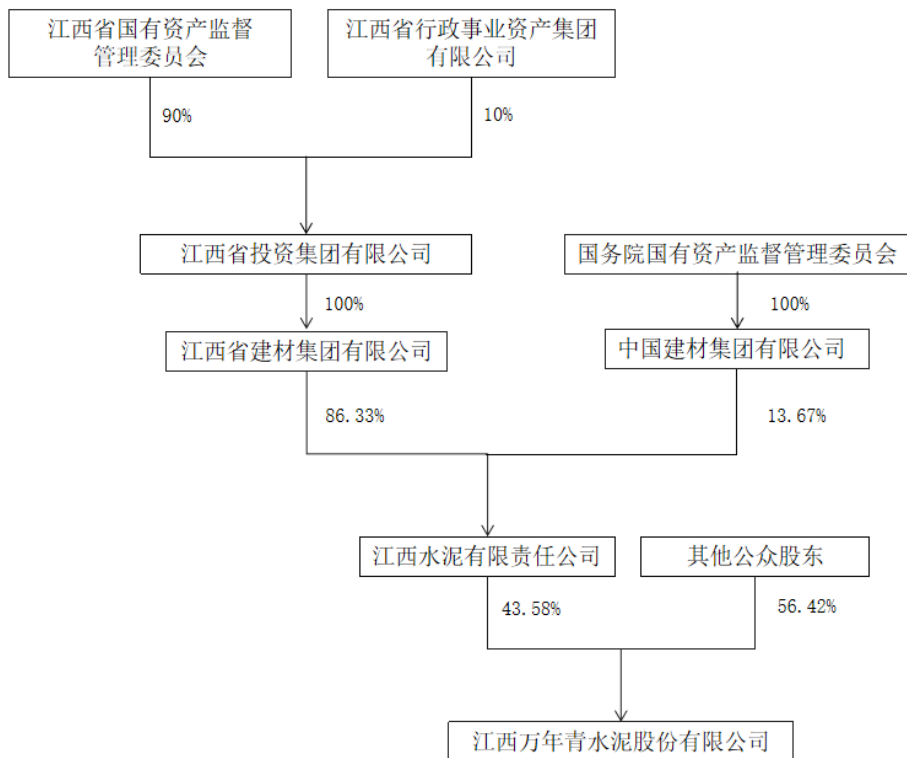 江西省国有资产监督
管理委员会
江西省行政事业资产集团
有限公司
90%
10%
江西省投资集团有限公司
国务院国有资产监督管理委员会
100%
100%
江西省建材集团有限公司
中国建材集团有限公司
86.33%
13.67%
江西水泥有限责任公司
其他公众股东
43.58%
56.42%
江西万年青水泥股份有限公司